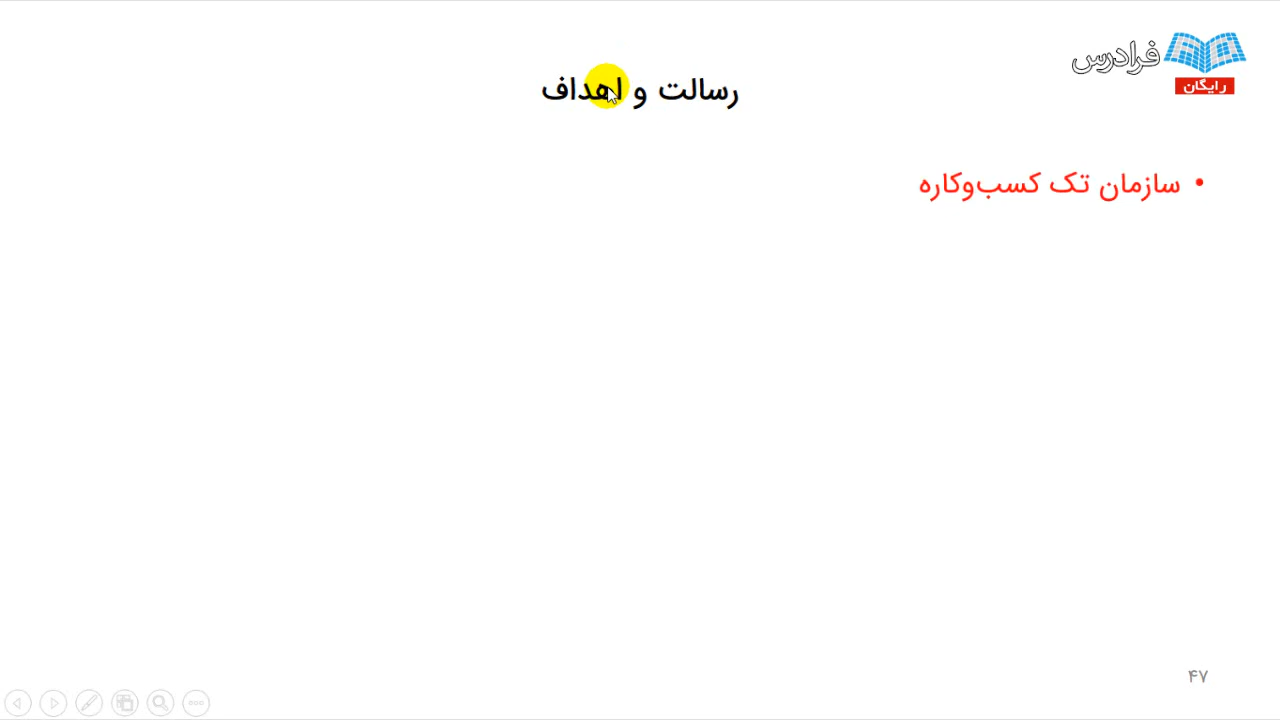 فرادرس
رایگان
رسالت و اهداف
• سازمان تک کسب‌وکاره
۴۷